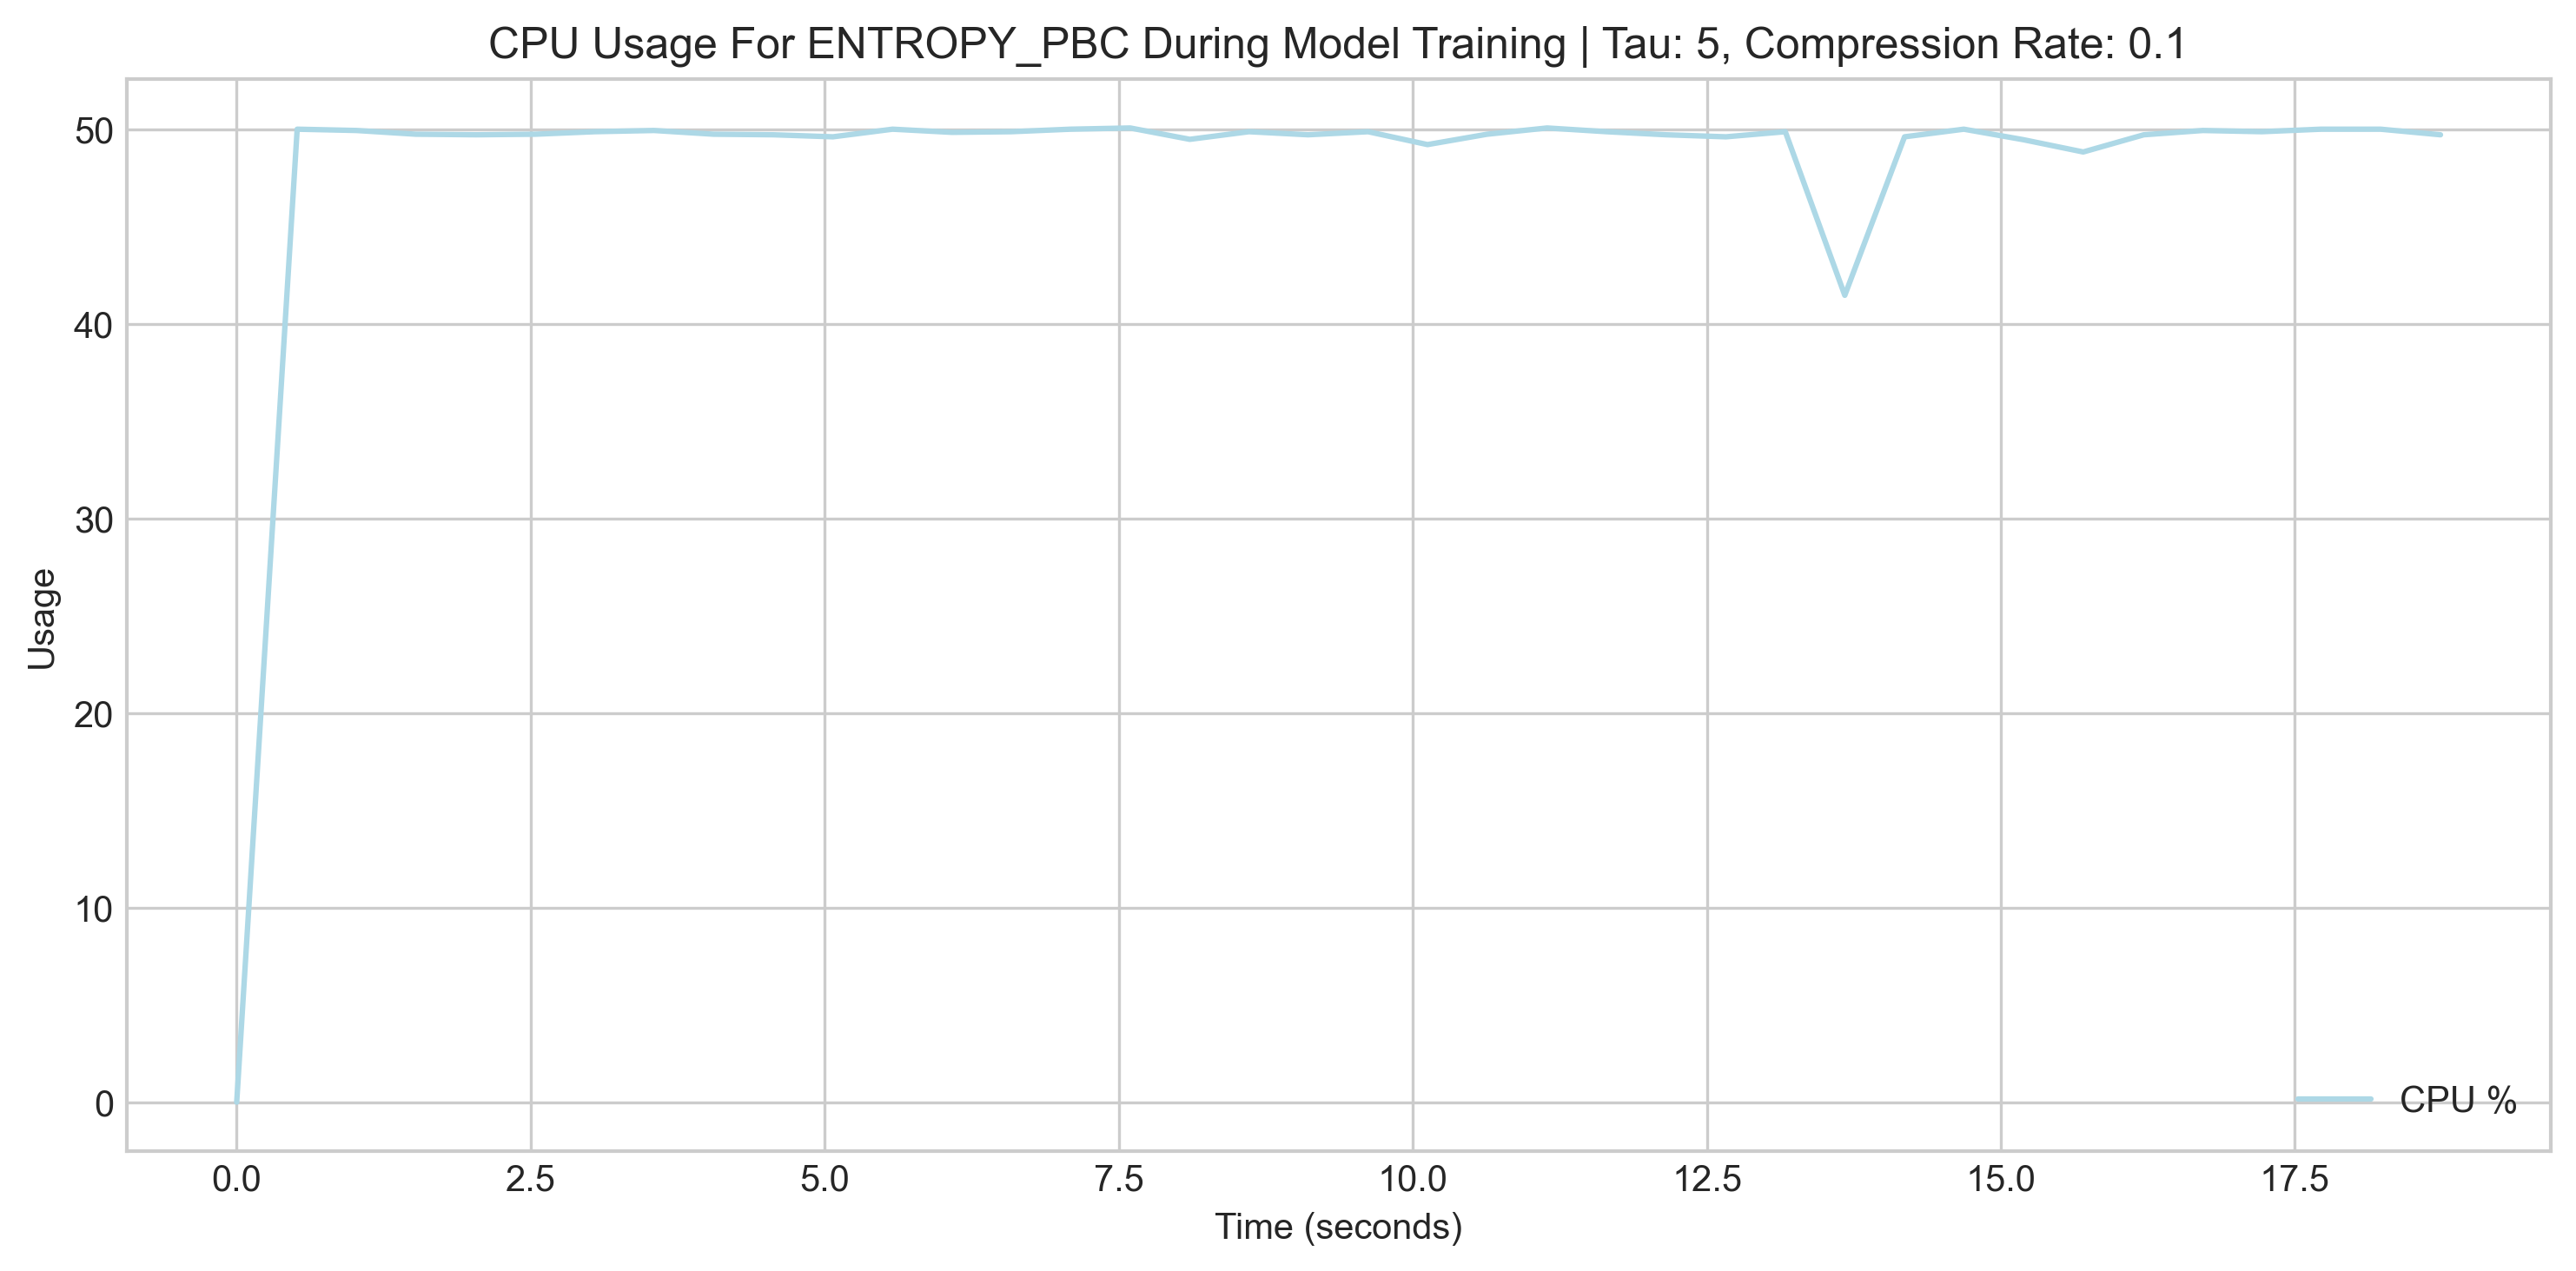 CPU Usage For ENTROPY_PBC During Model Training | Tau: 5, Compression Rate: 0.1
50
40
30
20
10
0
Usage
CPU %
0.0 2.5 5.0 7.5 10.0 12.5 15.0 17.5
Time (seconds)